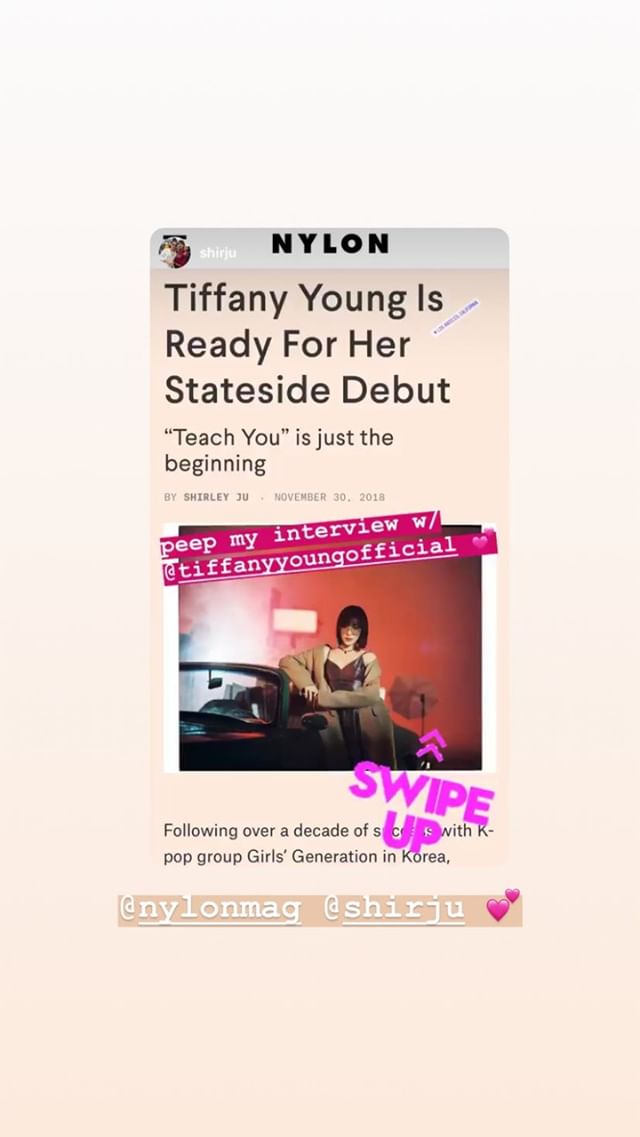 shirju
NYLON
Tiffany Young Is
Ready For Her
Stateside Debut
LOS ANGELES, CALIFORNIA
“Teach You” is just the
beginning
BY SHIRLEY JU · NOVEMBER 30, 2018
peep my interview w/
@tiffanyyoungofficial
SWIPE
UP
Following over a decade of success with K-
pop group Girls’ Generation in Korea,
@nylonmag @shirju